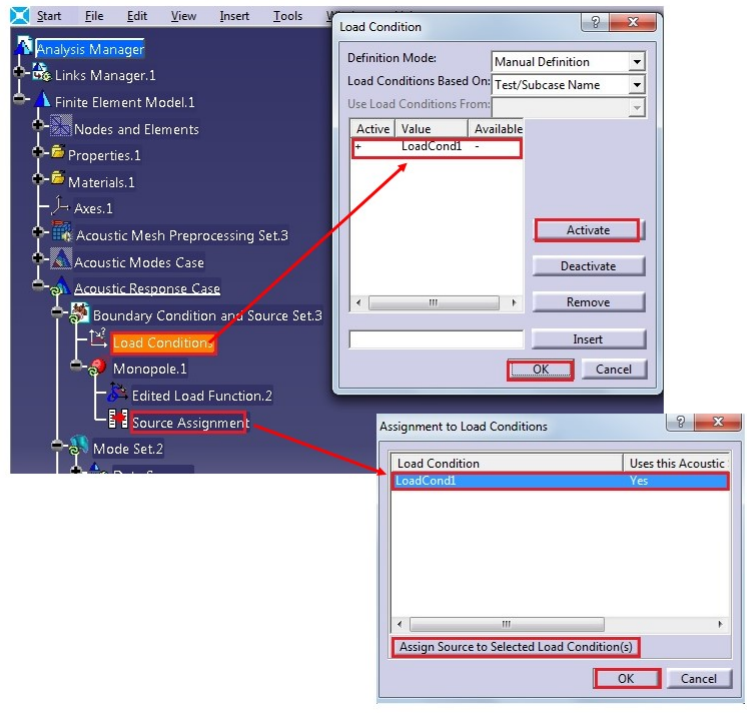 Start File Edit View Insert Tools
Analysis Manager
Links Manager.1
Finite Element Model.1
Nodes and Elements
Properties.1
Materials.1
Axes.1
Acoustic Mesh Preprocessing Set.3
Acoustic Modes Case
Acoustic Response Case
Boundary Condition and Source Set.3
Load Condition
Monopole.1
Edited Load Function.2
Source Assignment
Mode Set.2
Load Condition
Definition Mode: Manual Definition
Load Conditions Based On: Test/Subcase Name
Use Load Conditions From:
Active Value Available
+ LoadCond1 -
Activate
Deactivate
Remove
Insert
OK Cancel
Assignment to Load Conditions
Load Condition Uses this Acoustic
LoadCond1 Yes
Assign Source to Selected Load Condition(s)
OK Cancel